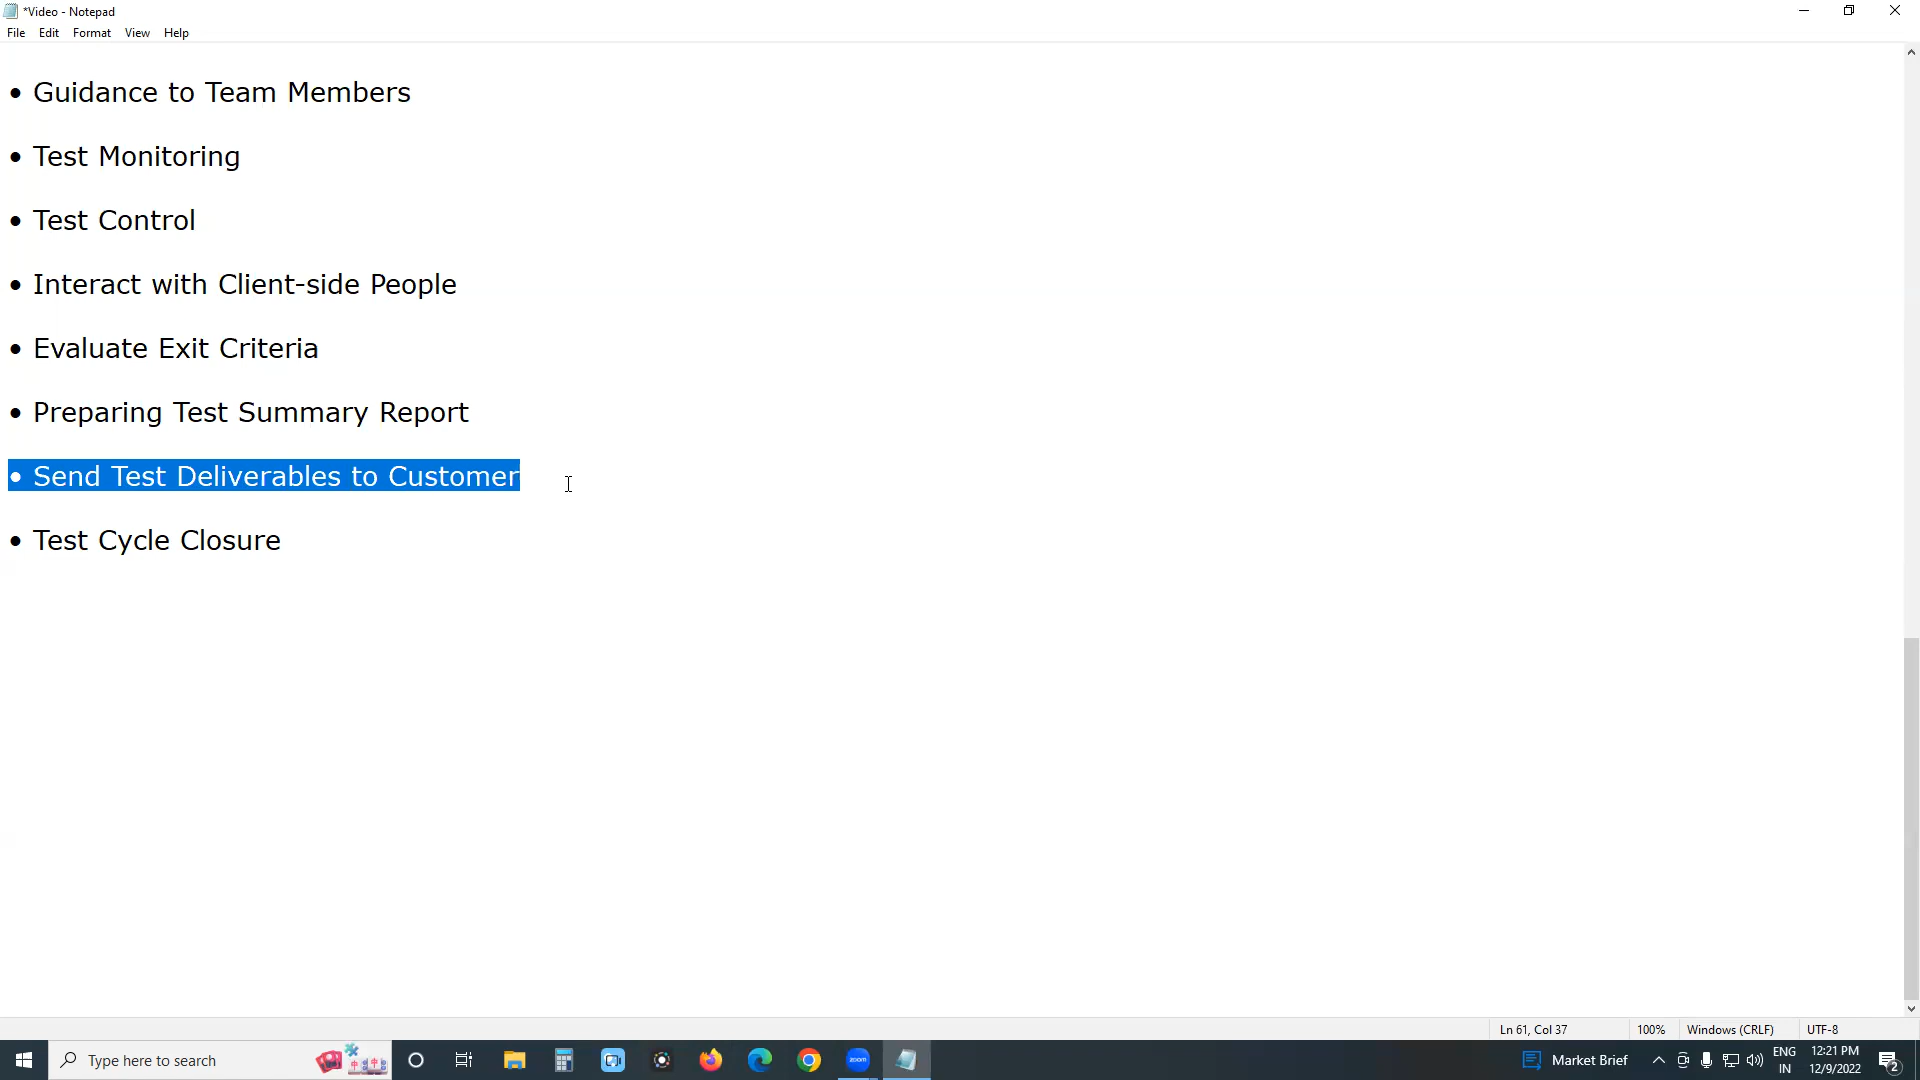 *Video - Notepad
File Edit Format View Help
• Guidance to Team Members
• Test Monitoring
• Test Control
• Interact with Client-side People
• Evaluate Exit Criteria
• Preparing Test Summary Report
• Send Test Deliverables to Customer
• Test Cycle Closure
Ln 61, Col 37 100% Windows (CRLF) UTF-8
Type here to search zoom Market Brief ENG IN 12:21 PM 12/9/2022 2